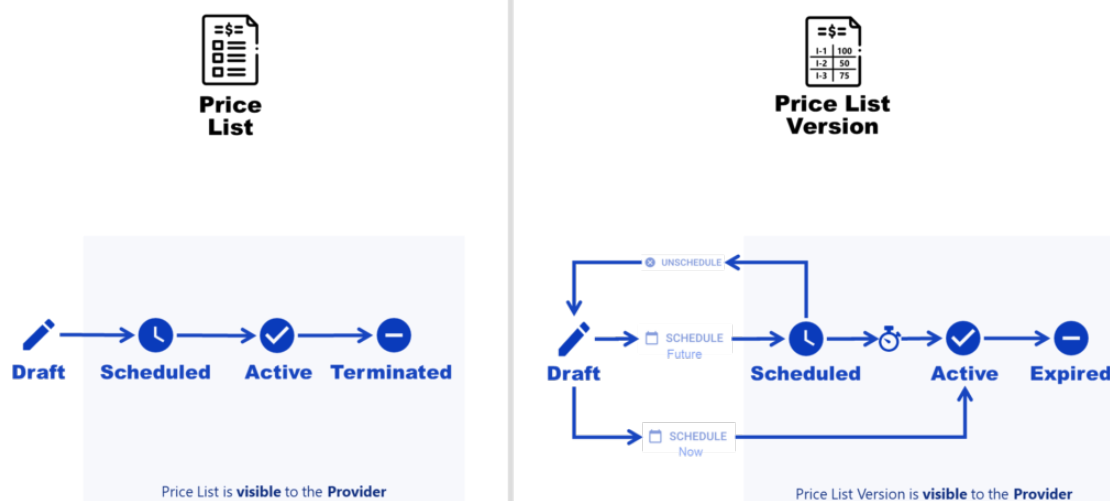 =$=
Price
List
Draft
Scheduled
Active
Terminated
Price List is visible to the Provider
=$=
I-1 100
I-2 50
I-3 75
Price List
Version
UNSCHEDULE
SCHEDULE
Future
Draft
Scheduled
Active
Expired
SCHEDULE
Now
Price List Version is visible to the Provider